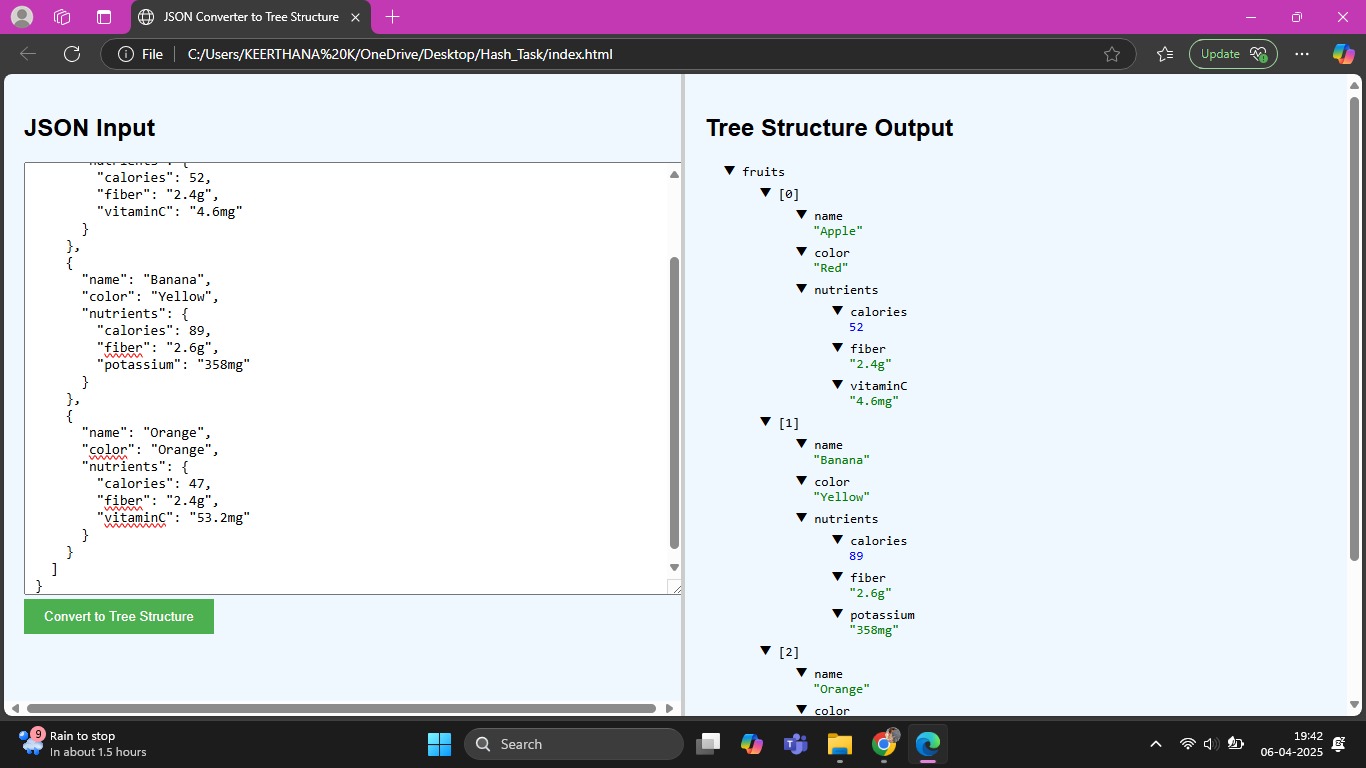 JSON Converter to Tree Structure
File
C:/Users/KEERTHANA%20K/OneDrive/Desktop/Hash_Task/index.html
Update
JSON Input
"calories": 52,
"fiber": "2.4g",
"vitaminC": "4.6mg"
}
},
{
"name": "Banana",
"color": "Yellow",
"nutrients": {
"calories": 89,
"fiber": "2.6g",
"potassium": "358mg"
}
},
{
"name": "Orange",
"color": "Orange",
"nutrients": {
"calories": 47,
"fiber": "2.4g",
"vitaminC": "53.2mg"
}
}
]
}
Convert to Tree Structure
Tree Structure Output
▼ fruits
▼ [0]
▼ name
"Apple"
▼ color
"Red"
▼ nutrients
▼ calories
52
▼ fiber
"2.4g"
▼ vitaminC
"4.6mg"
▼ [1]
▼ name
"Banana"
▼ color
"Yellow"
▼ nutrients
▼ calories
89
▼ fiber
"2.6g"
▼ potassium
"358mg"
▼ [2]
▼ name
"Orange"
▼ color
9
Rain to stop
In about 1.5 hours
Search
19:42
06-04-2025